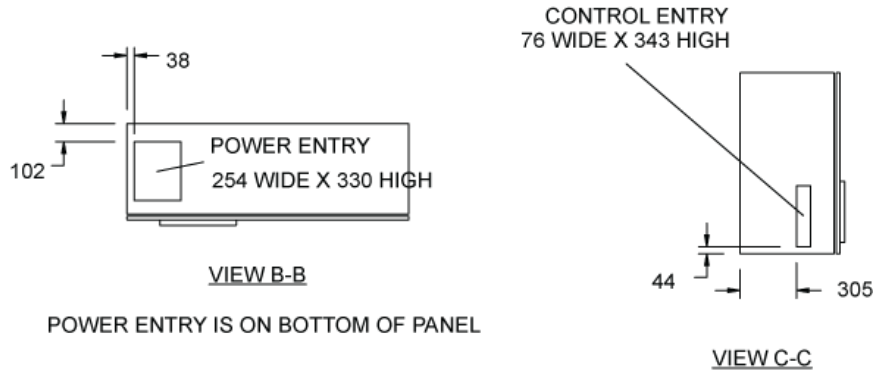 38
102
POWER ENTRY
254 WIDE X 330 HIGH
VIEW B-B
POWER ENTRY IS ON BOTTOM OF PANEL
CONTROL ENTRY
76 WIDE X 343 HIGH
44
305
VIEW C-C